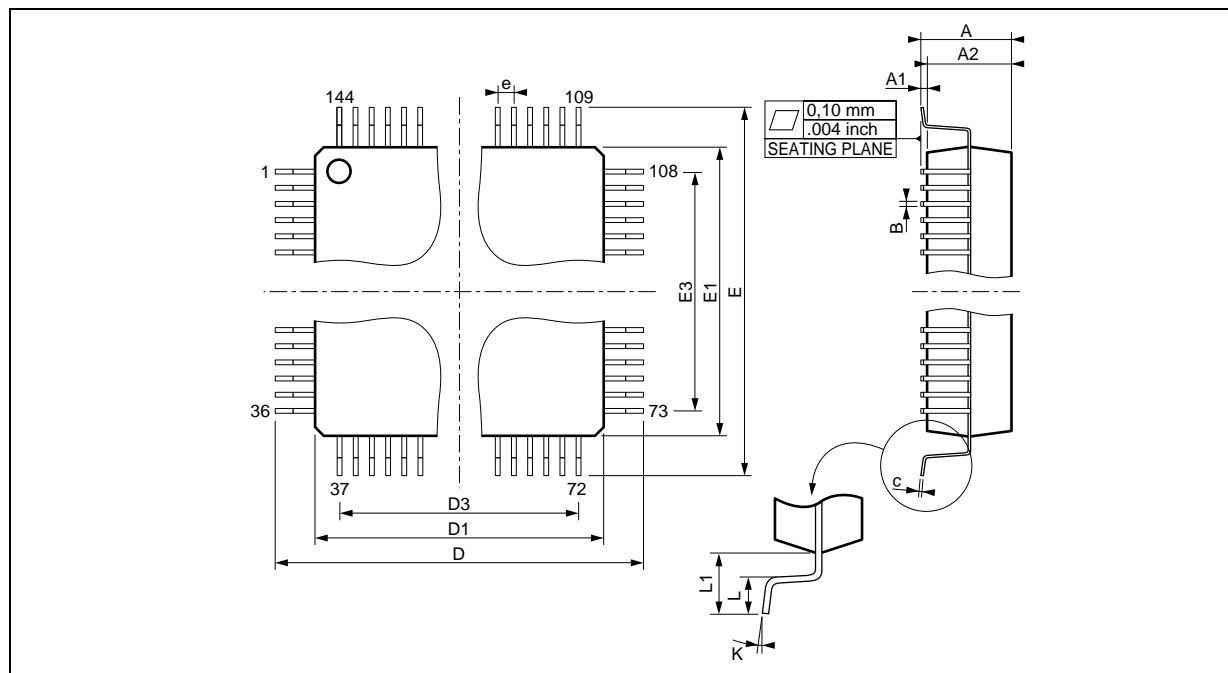 A
A2
A1
e
144
109
0,10 mm
.004 inch
SEATING PLANE
1
108
B
E3
E1
E
36
73
37
72
D3
D1
D
c
L1
L
K